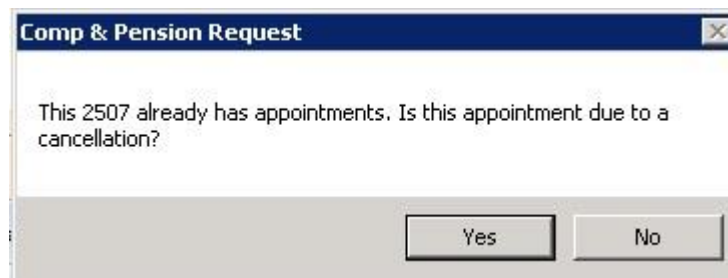 Comp & Pension Request
This 2507 already has appointments. Is this appointment due to a
cancellation?
Yes No